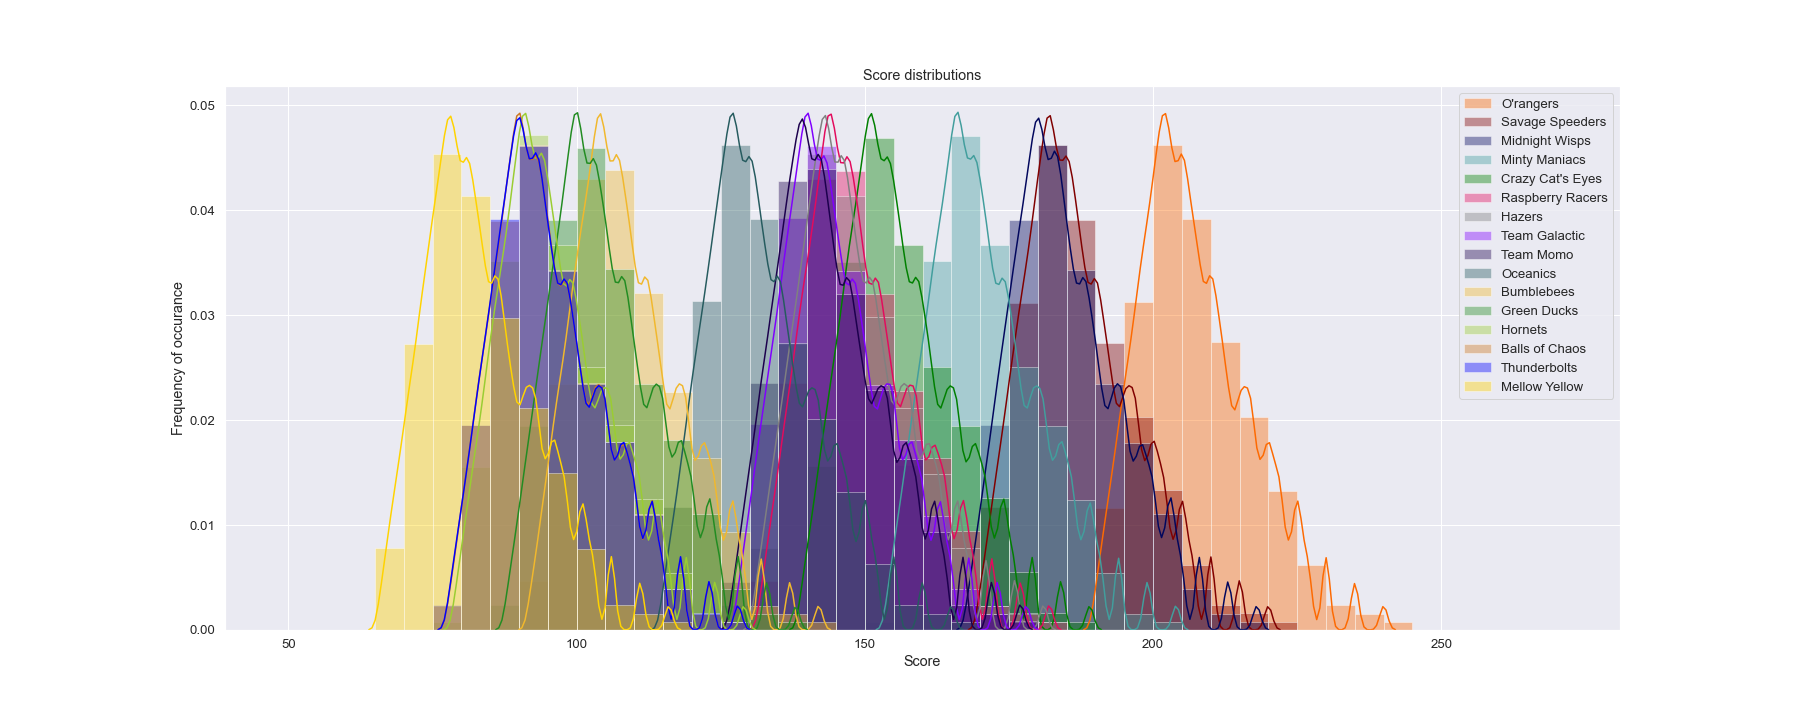 Score distributions
Frequency of occurance
0.05
0.04
0.03
0.02
0.01
0.00
50
100
150
200
250
Score
O'rangers
Savage Speeders
Midnight Wisps
Minty Maniacs
Crazy Cat's Eyes
Raspberry Racers
Hazers
Team Galactic
Team Momo
Oceanics
Bumblebees
Green Ducks
Hornets
Balls of Chaos
Thunderbolts
Mellow Yellow